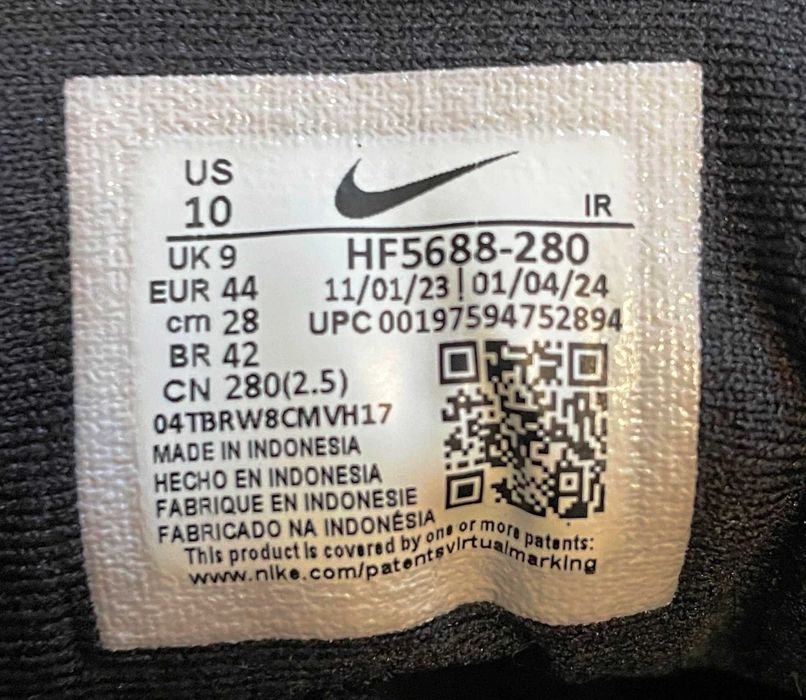 US
10
IR
UK 9
HF5688-280
EUR 44
11/01/23 | 01/04/24
cm 28
UPC 00197594752894
BR 42
CN 280(2.5)
04TBRW8CMVH17
MADE IN INDONESIA
HECHO EN INDONESIA
FABRIQUE EN INDONESIE
FABRICADO NA INDONÉSIA
This product is covered by one or more patents:
www.nike.com/patentsvirtualmarking